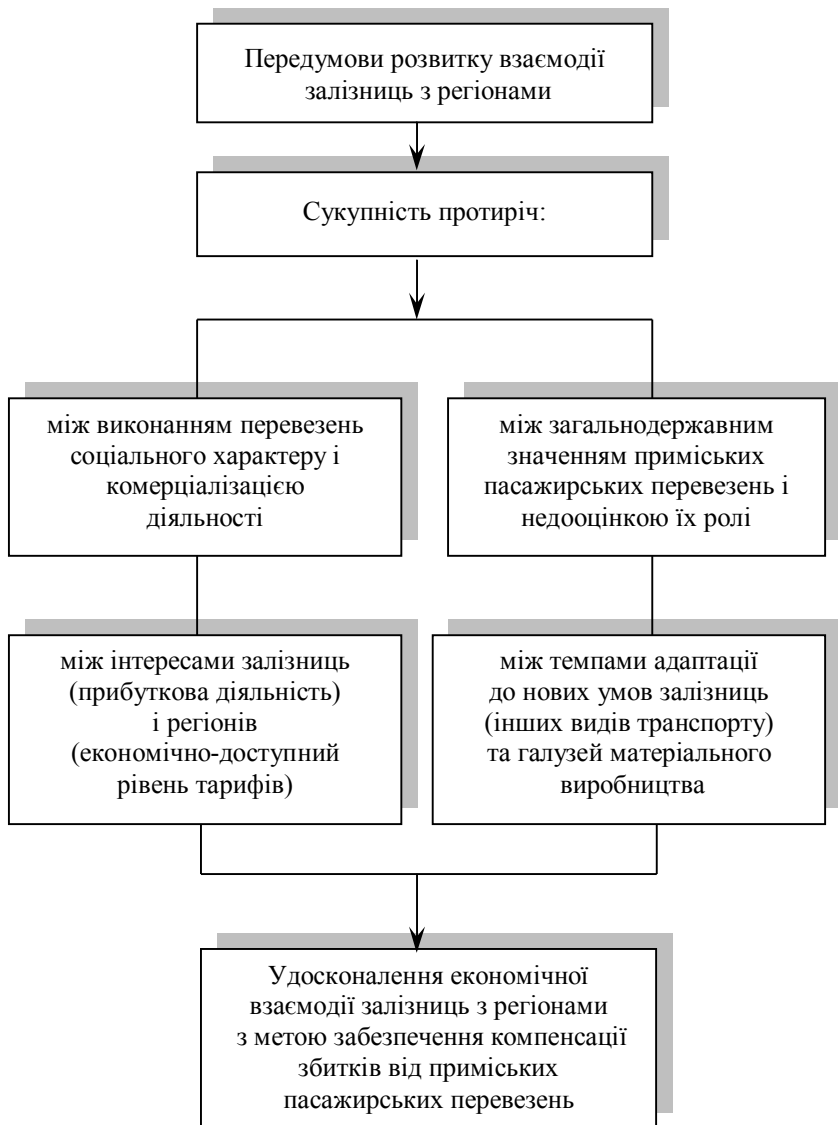 Передумови розвитку взаємодії
залізниць з регіонами
Сукупність протиріч:
між виконанням перевезень
соціального характеру і
комерціалізацією
діяльності
між загальнодержавним
значенням приміських
пасажирських перевезень і
недооцінкою їх ролі
між інтересами залізниць
(прибуткова діяльність)
і регіонів
(економічно-доступний
рівень тарифів)
між темпами адаптації
до нових умов залізниць
(інших видів транспорту)
та галузей матеріального
виробництва
Удосконалення економічної
взаємодії залізниць з регіонами
з метою забезпечення компенсації
збитків від приміських
пасажирських перевезень